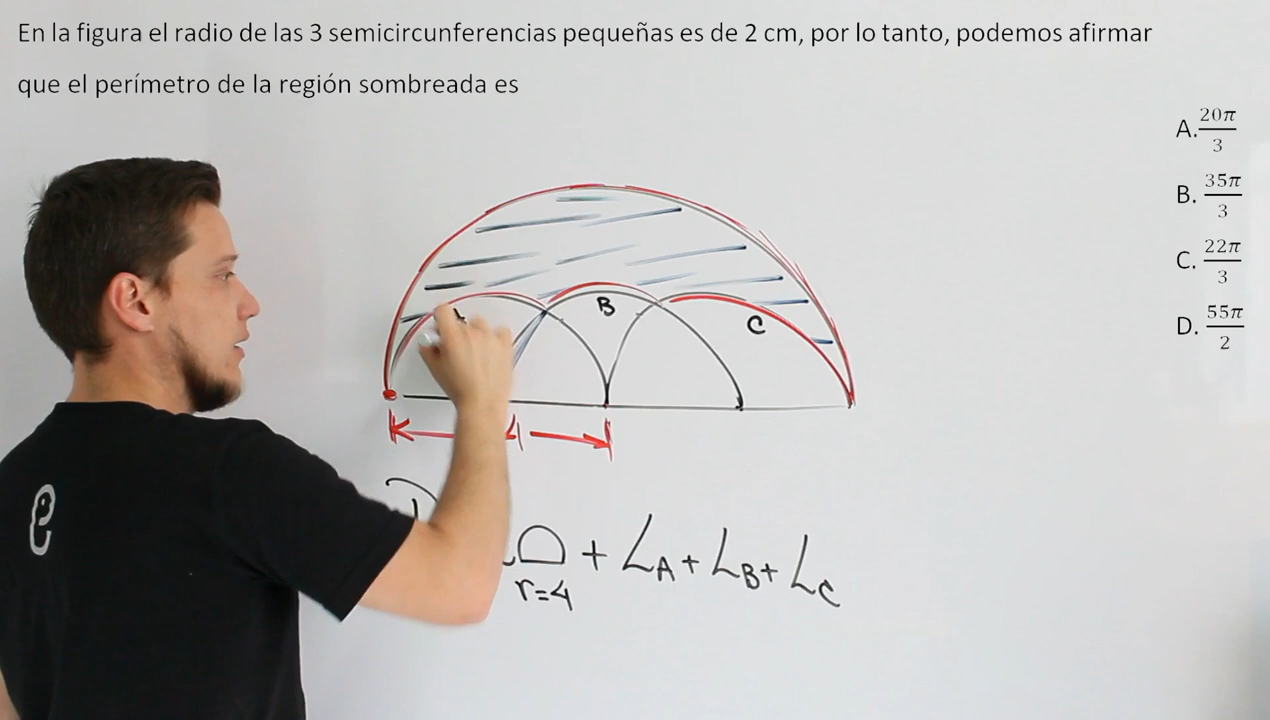 En la figura el radio de las 3 semicircunferencias pequeñas es de 2 cm, por lo tanto, podemos afirmar
que el perímetro de la región sombreada es
A. 20π/3
B. 35π/3
C. 22π/3
D. 55π/2
B
C
4
+ L_A + L_B + L_C
r=4
e